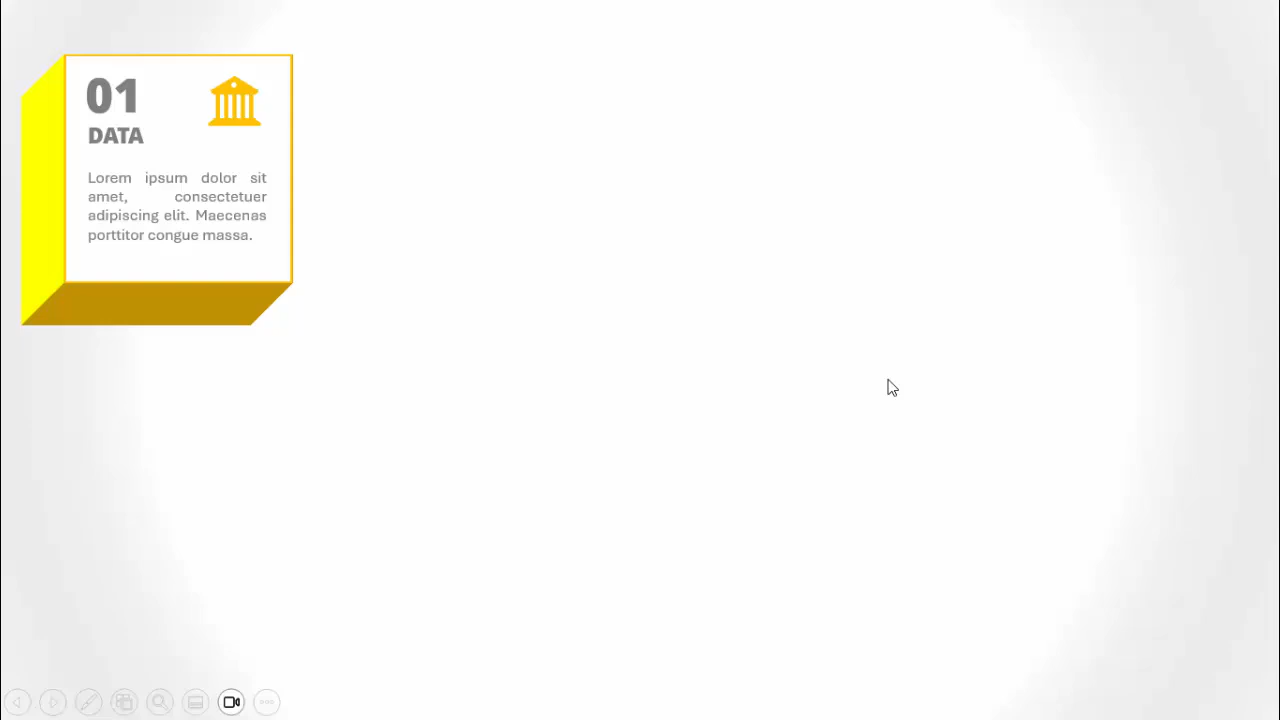 01
DATA
Lorem ipsum dolor sit
amet, consectetuer
adipiscing elit. Maecenas
porttitor congue massa.